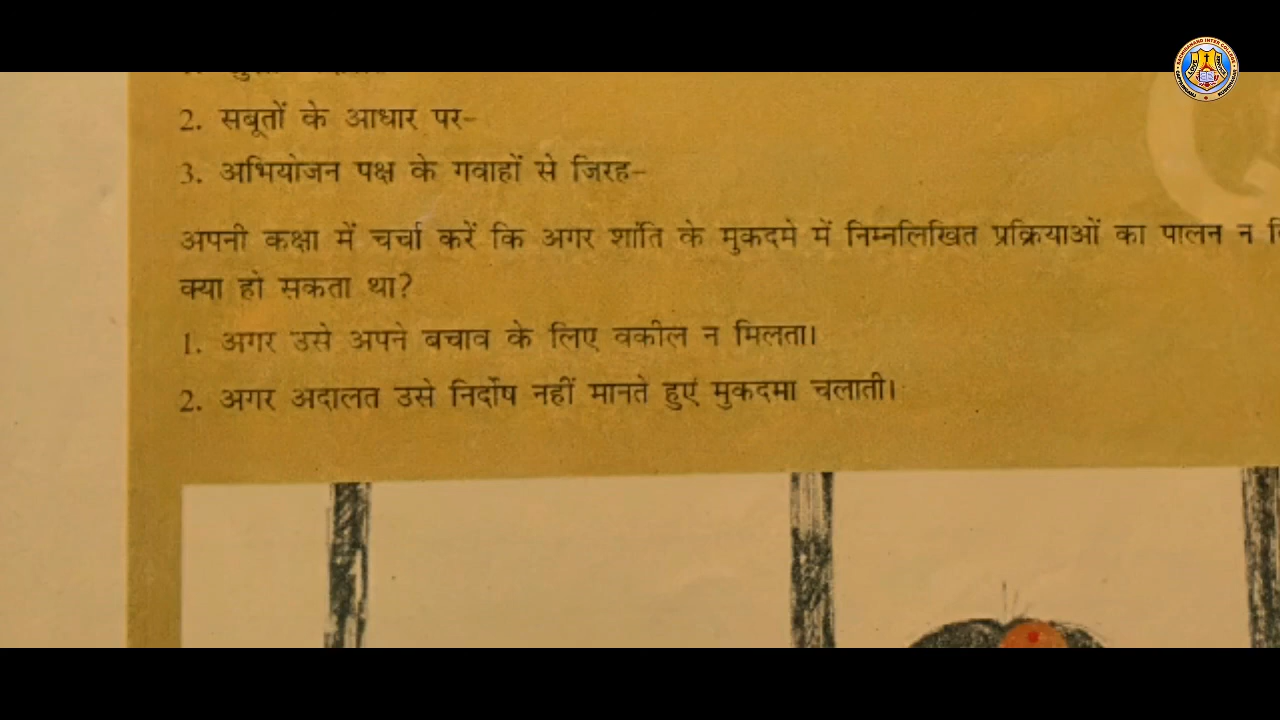 2. सबूतों के आधार पर-
3. अभियोजन पक्ष के गवाहों से जिरह-
अपनी कक्षा में चर्चा करें कि अगर शांति के मुकदमे में निम्नलिखित प्रक्रियाओं का पालन न
क्या हो सकता था?
1. अगर उसे अपने बचाव के लिए वकील न मिलता।
2. अगर अदालत उसे निर्दोष नहीं मानते हुए मुकदमा चलाती।